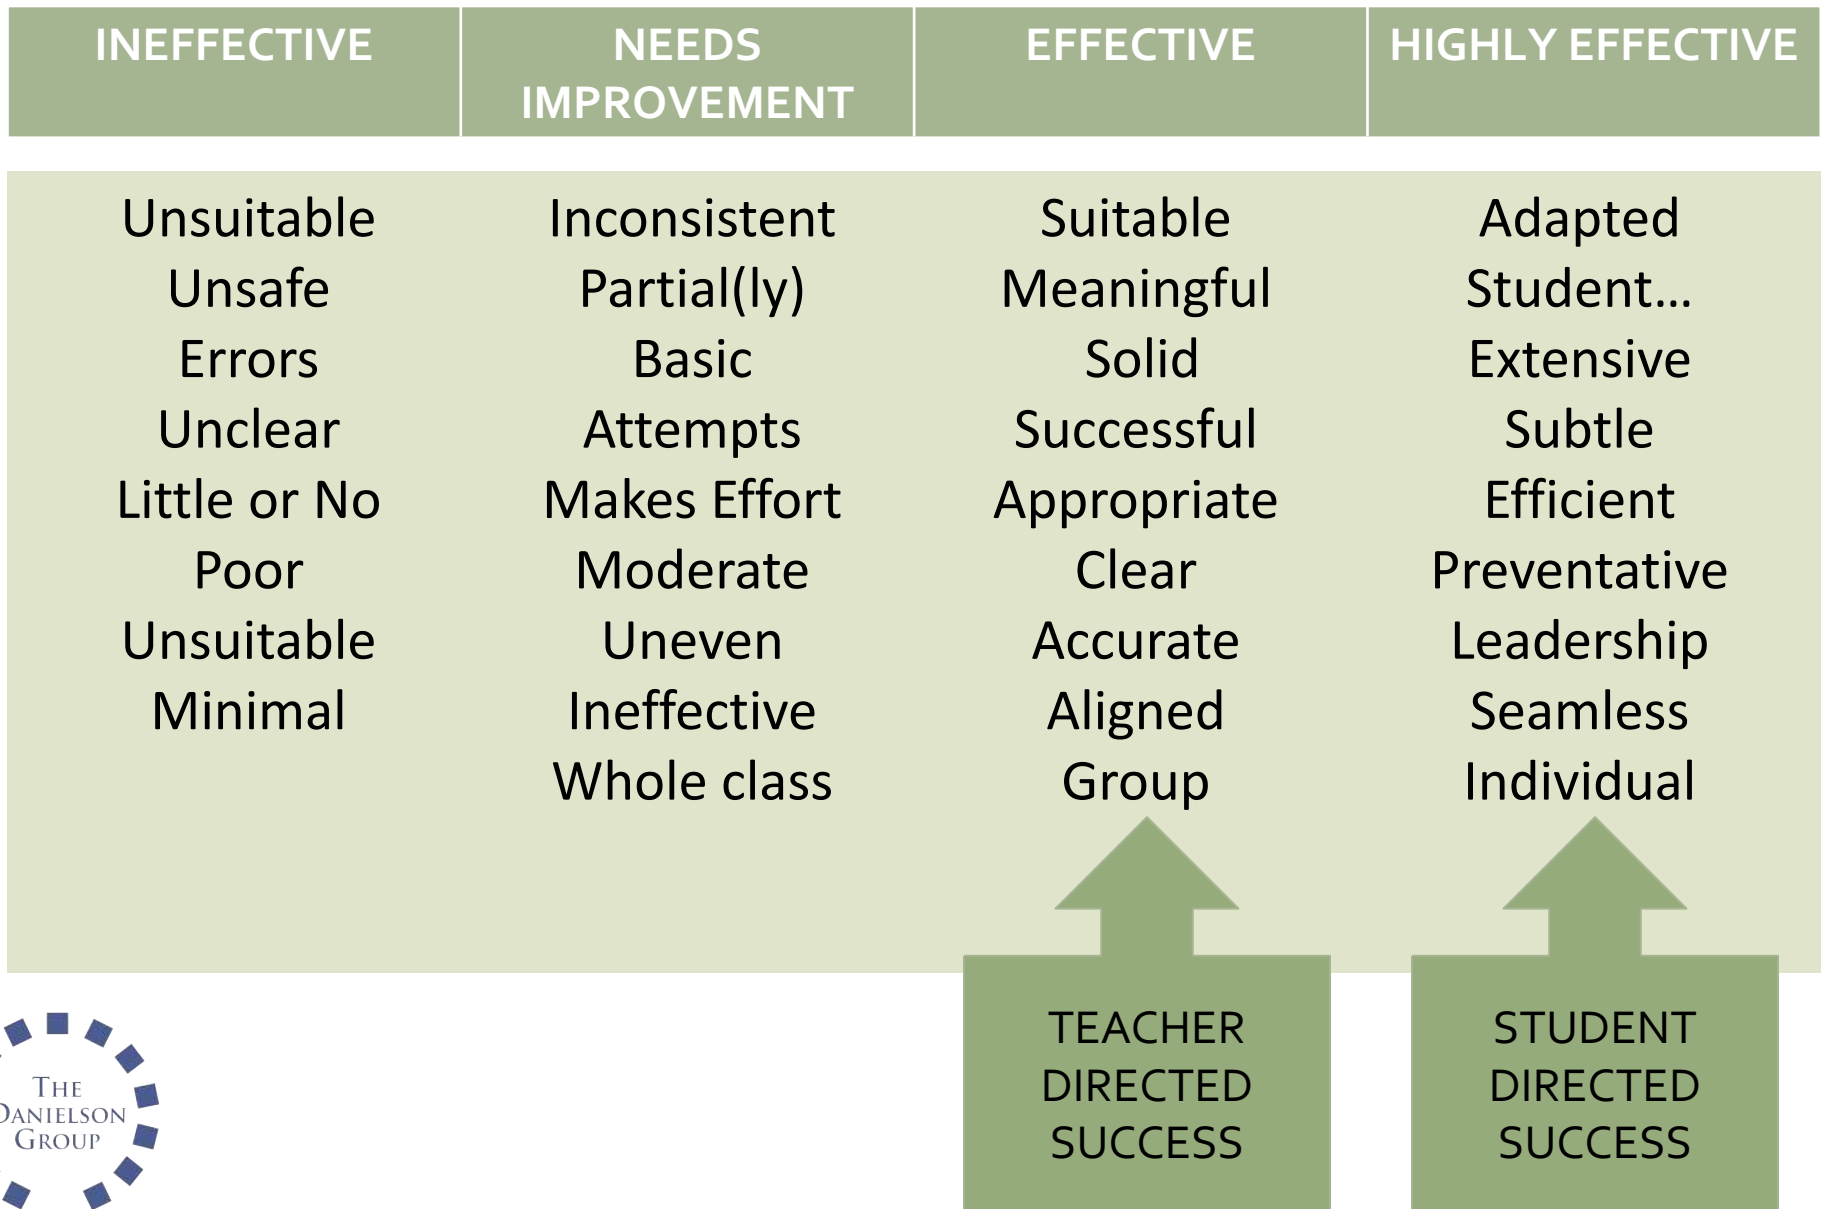 INEFFECTIVE
NEEDS
IMPROVEMENT
EFFECTIVE
HIGHLY EFFECTIVE
Unsuitable
Unsafe
Errors
Unclear
Little or No
Poor
Unsuitable
Minimal
Inconsistent
Partial(ly)
Basic
Attempts
Makes Effort
Moderate
Uneven
Ineffective
Whole class
Suitable
Meaningful
Solid
Successful
Appropriate
Clear
Accurate
Aligned
Group
Adapted
Student...
Extensive
Subtle
Efficient
Preventative
Leadership
Seamless
Individual
TEACHER
DIRECTED
SUCCESS
STUDENT
DIRECTED
SUCCESS
THE
DANIELSON
GROUP